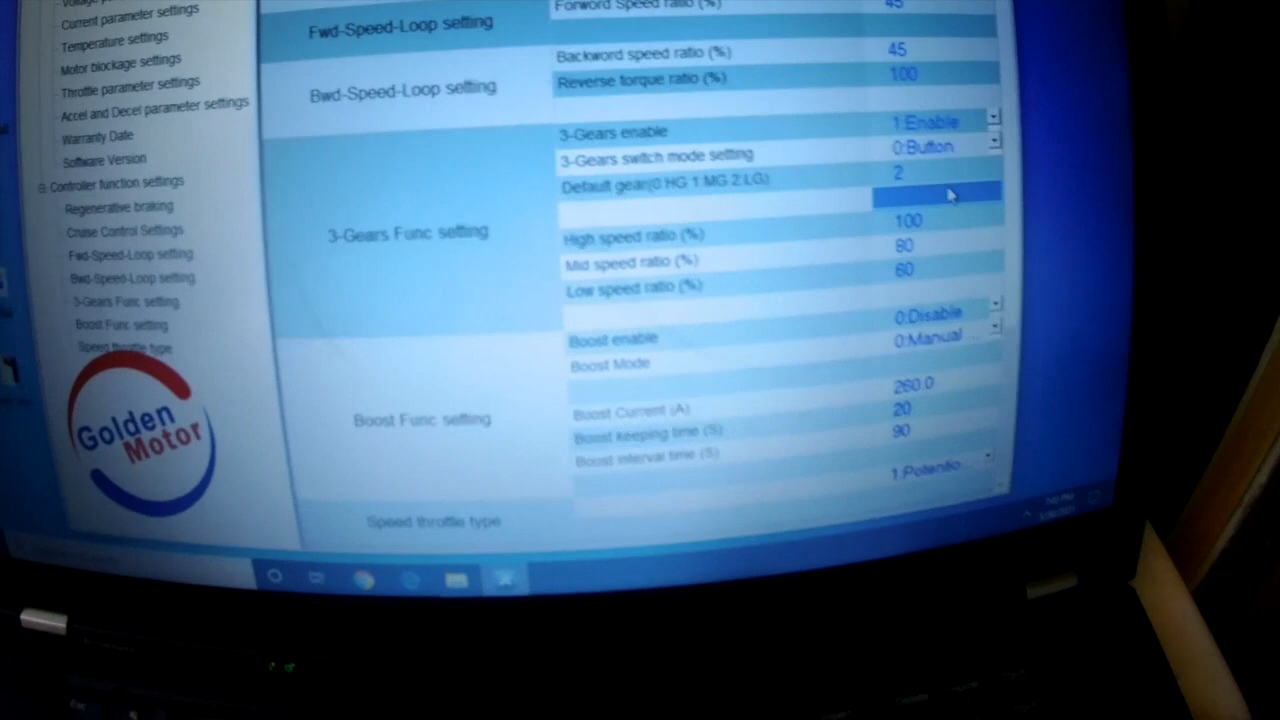 Current parameter settings
Temperature settings
Motor blockage settings
Throttle parameter settings
Accel and Decel parameter settings
Warranty Date
Software Version
Controller function settings
Regenerative braking
Cruise Control Settings
Fwd-Speed-Loop setting
Bwd-Speed-Loop setting
3-Gears Func setting
Boost Func setting
Speed throttle type
Golden
Motor
Forword Speed ratio (%) 45
Fwd-Speed-Loop setting
Backword speed ratio (%) 45
Reverse torque ratio (%) 100
Bwd-Speed-Loop setting
3-Gears enable 1:Enable
3-Gears switch mode setting 0:Button
Default gear(0:HG 1:MG 2:LG) 2
3-Gears Func setting
High speed ratio (%) 100
Mid speed ratio (%) 80
Low speed ratio (%) 60
Boost enable 0:Disable
Boost Mode 0:Manual
Boost Func setting
Boost Current (A) 260.0
Boost keeping time (S) 20
Boost interval time (S) 90
Speed throttle type 1:Potentio...